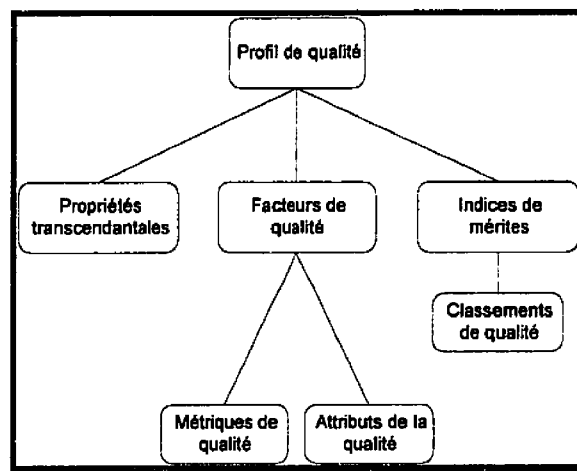 Profil de qualité
Propriétés
transcendantales
Facteurs de
qualité
Indices de
mérites
Classements
de qualité
Métriques de
qualité
Attributs de la
qualité